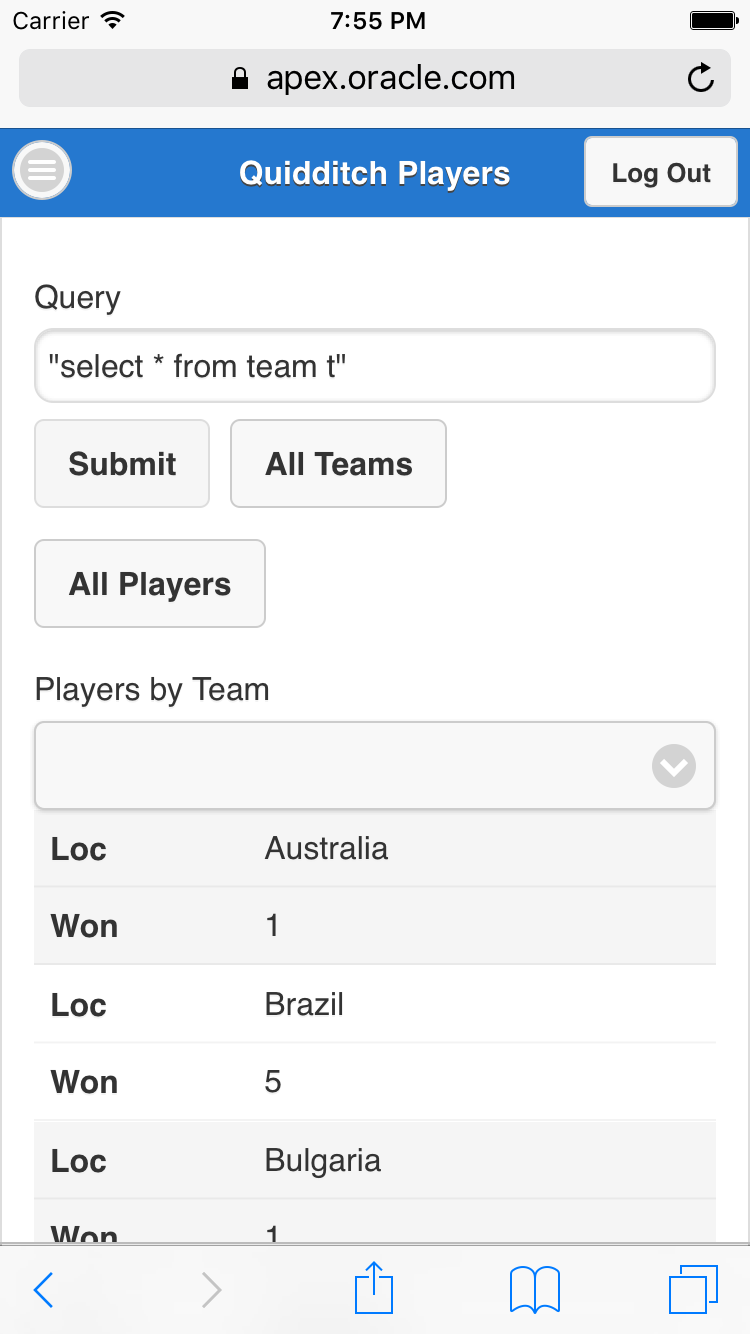 Carrier 7:55 PM
apex.oracle.com
Quidditch Players Log Out
Query
"select * from team t"
Submit All Teams
All Players
Players by Team
Loc Australia
Won 1
Loc Brazil
Won 5
Loc Bulgaria
Won 1